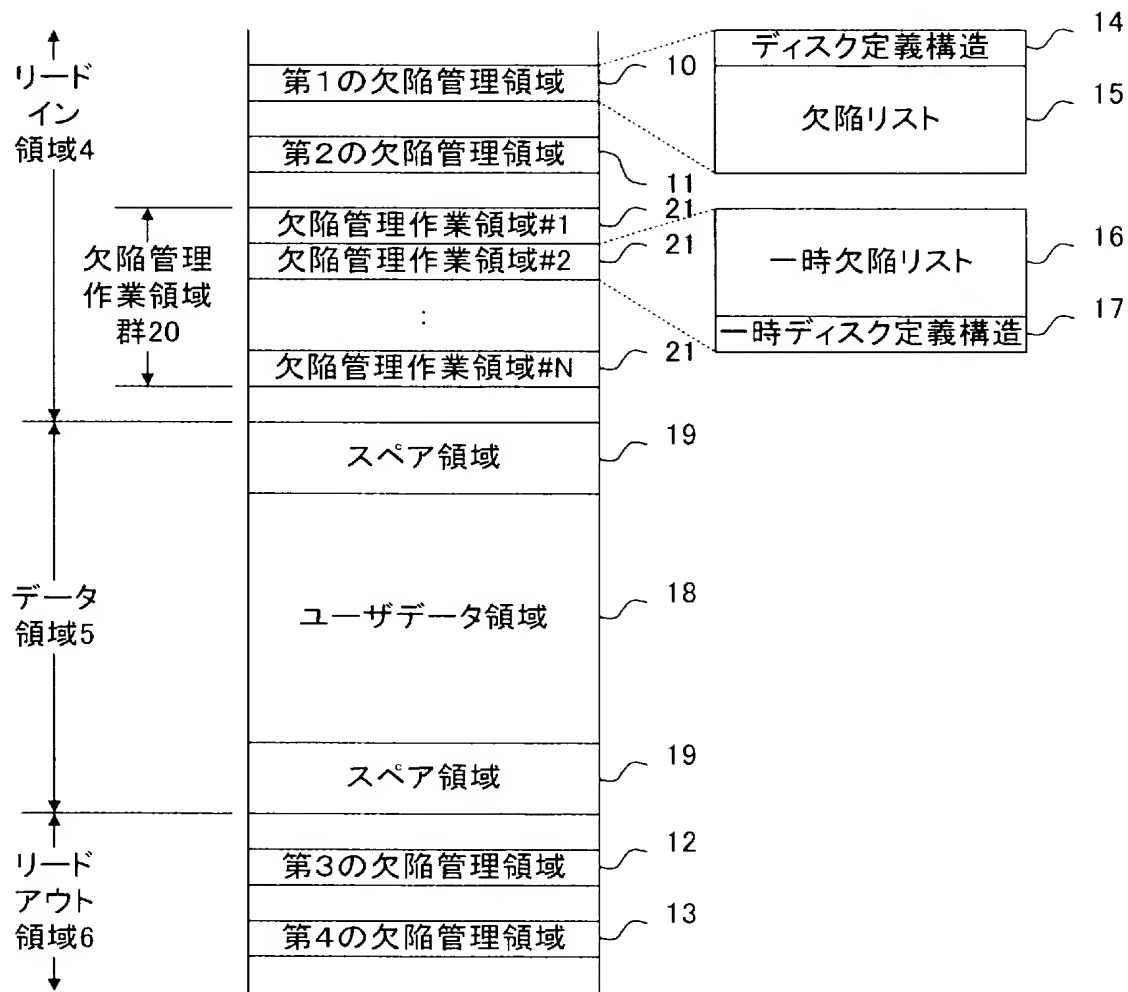 リード
イン
領域4
欠陥管理
作業領域
群20
データ
領域5
リード
アウト
領域6
第1の欠陥管理領域
10
第2の欠陥管理領域
11
欠陥管理作業領域#1
21
欠陥管理作業領域#2
21
:
欠陥管理作業領域#N
21
スペア領域
19
ユーザデータ領域
18
スペア領域
19
第3の欠陥管理領域
12
第4の欠陥管理領域
13
ディスク定義構造
14
欠陥リスト
15
一時欠陥リスト
16
一時ディスク定義構造
17